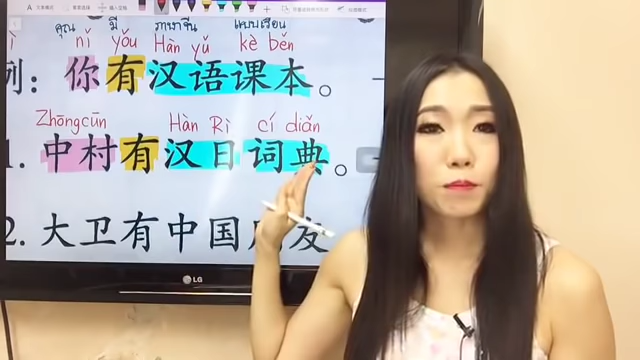 คุณ มี ภาษาจีน แบบเรียน
nǐ yǒu Hàn yǔ kè běn
例：你有汉语课本。
Zhōngcūn Hàn Rì cí diǎn
1. 中村有汉日词典。
2. 大卫有中国朋友
LG